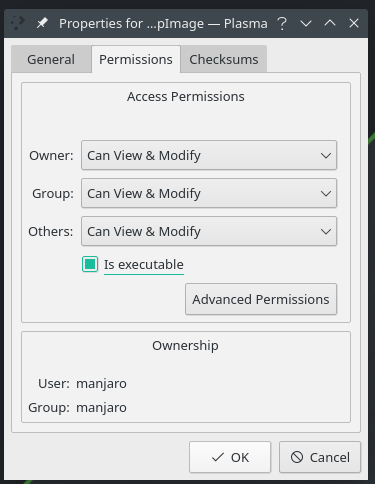 Properties for ...pImage — Plasma
General Permissions Checksums
Access Permissions
Owner: Can View & Modify
Group: Can View & Modify
Others: Can View & Modify
Is executable
Advanced Permissions
Ownership
User: manjaro
Group: manjaro
OK Cancel